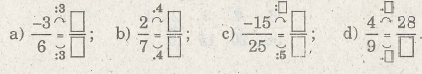 a) :3 -3/6 = □/□ :3; b) .4 2/7 = □/□ .4; c) :□ -15/25 = □/□ :5; d) .□ 4/9 = 28/□ .□.